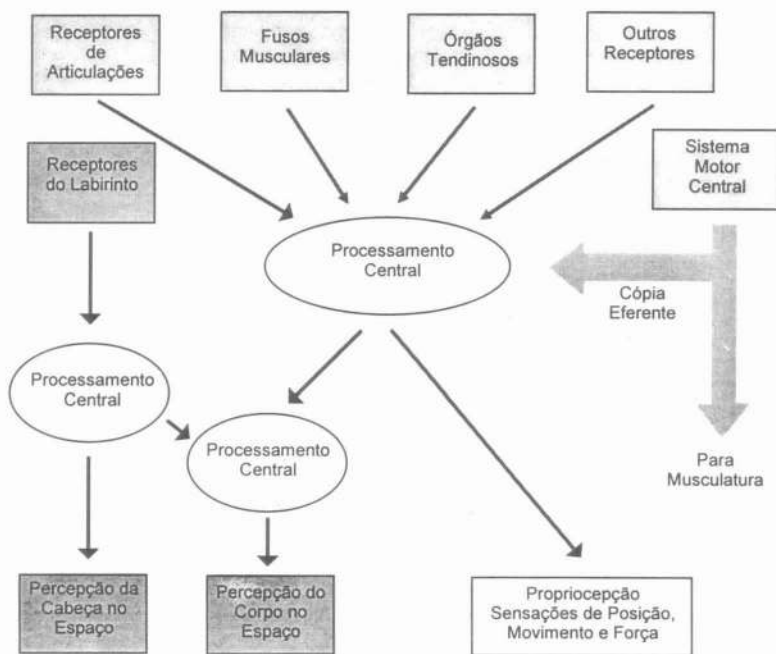 Receptores
de
Articulações
Fusos
Musculares
Órgãos
Tendinosos
Outros
Receptores
Receptores
do Labirinto
Sistema
Motor
Central
Processamento
Central
Cópia
Eferente
Processamento
Central
Processamento
Central
Para
Musculatura
Percepção da
Cabeça no
Espaço
Percepção do
Corpo no
Espaço
Propriocepção
Sensações de Posição,
Movimento e Força